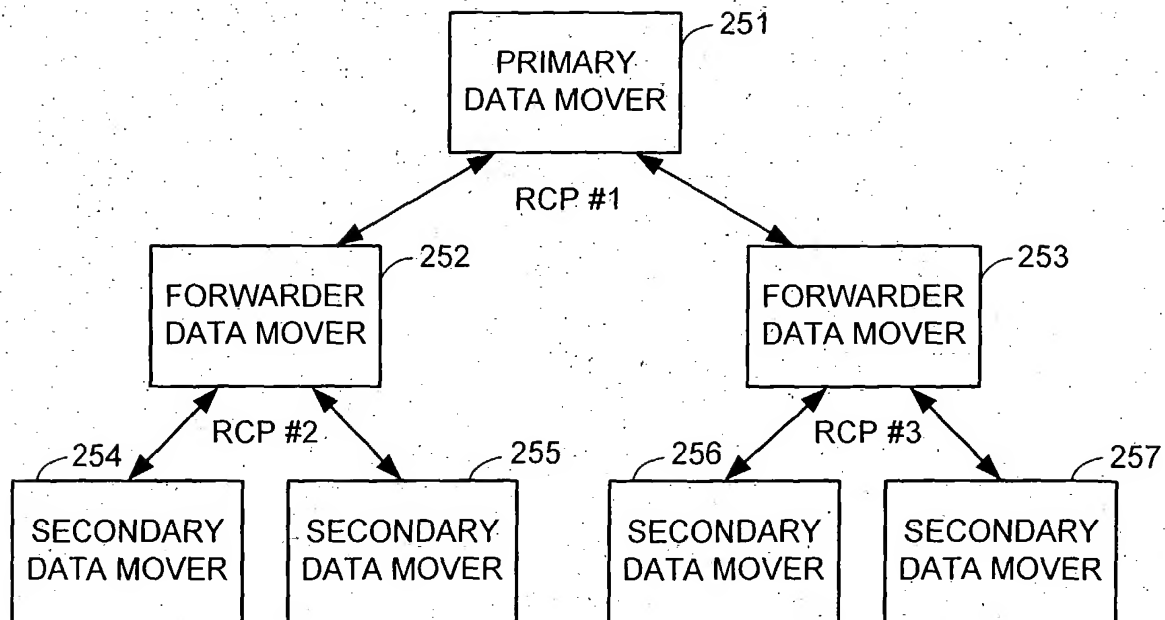 251
PRIMARY
DATA MOVER
RCP #1
252
FORWARDER
DATA MOVER
253
FORWARDER
DATA MOVER
RCP #2
RCP #3
254
SECONDARY
DATA MOVER
255
SECONDARY
DATA MOVER
256
SECONDARY
DATA MOVER
257
SECONDARY
DATA MOVER